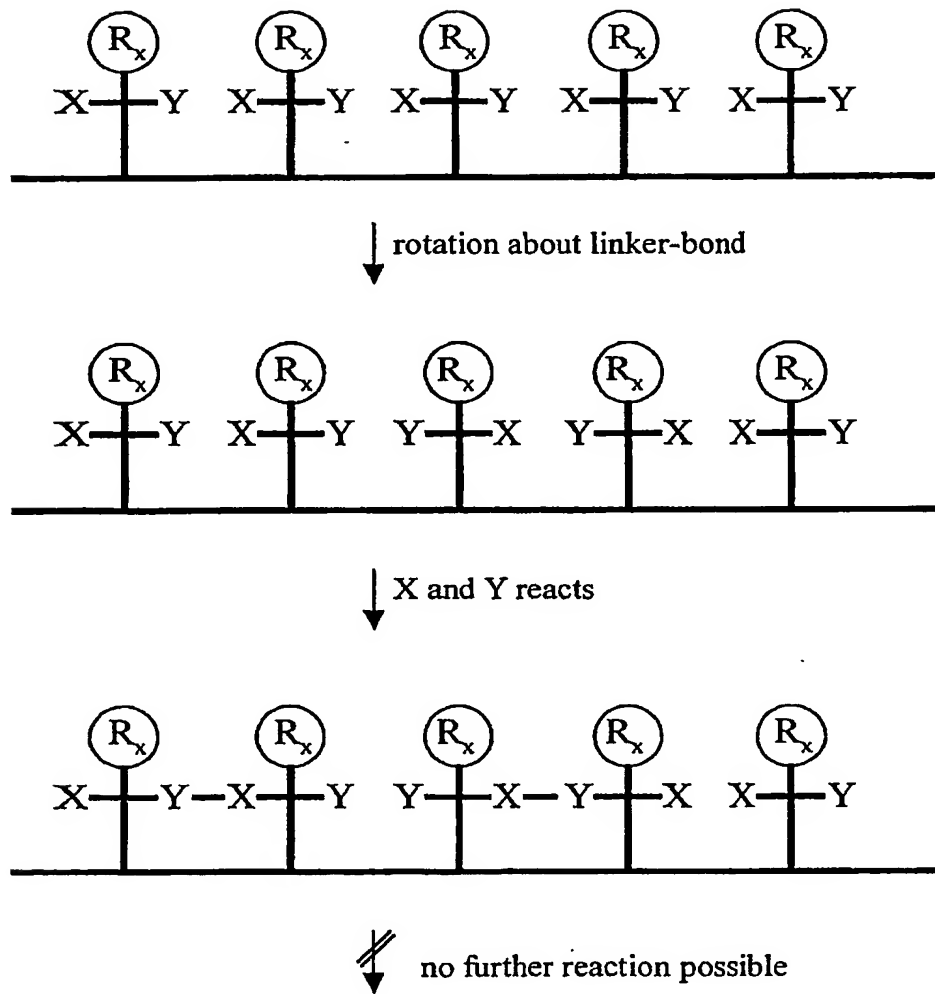 Rx Rx Rx Rx Rx
X Y X Y X Y X Y X Y
rotation about linker-bond
Rx Rx Rx Rx Rx
X Y X Y Y X Y X X Y
X and Y reacts
Rx Rx Rx Rx Rx
X Y X Y Y X Y X X Y
no further reaction possible